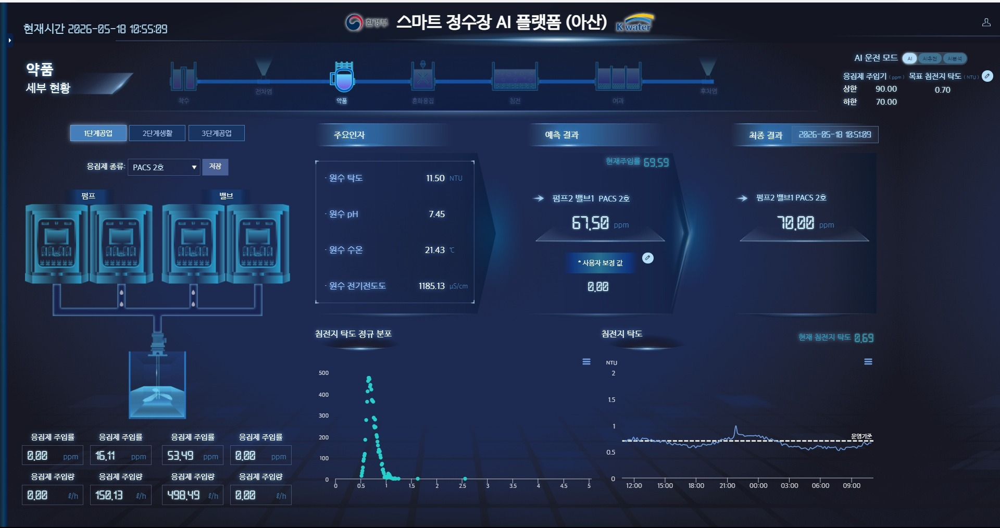 현재시간 2026-05-18 10:55:09
환경부 스마트 정수장 AI 플랫폼 (아산) K water
약품
세부 현황
착수
전차염
약품
혼화응집
침전
여과
후차염
AI 운전 모드 AI AI추천 AI분석
응집제 주입기 (ppm) 목표 침전지 탁도 (NTU)
상한 90.00 0.70
하한 70.00
1단계공업 2단계생활 3단계공업
응집제 종류: PACS 2호 ▼ 저장
펌프 밸브
응집제 주입률 응집제 주입률 응집제 주입률 응집제 주입률
0.00 ppm 16.11 ppm 53.49 ppm 0.00 ppm
응집제 주입량 응집제 주입량 응집제 주입량 응집제 주입량
0.00 ℓ/h 150.13 ℓ/h 498.49 ℓ/h 0.00 ℓ/h
주요인자
· 원수 탁도 11.50 NTU
· 원수 pH 7.45
· 원수 수온 21.43 ℃
· 원수 전기전도도 1185.13 µS/cm
예측 결과
현재주입률 69.59
펌프2 밸브1 PACS 2호
67.50 ppm
* 사용자 보정 값
0.00
최종 결과 2026-05-18 10:51:09
펌프2 밸브1 PACS 2호
70.00 ppm
침전지 탁도 정규 분포
500
400
300
200
100
0
0 0.5 1 1.5 2 2.5 3 3.5 4 4.5 5
침전지 탁도
현재 침전지 탁도 0.69
NTU
2
1.5
1
운영기준
0.5
0
12:00 15:00 18:00 21:00 00:00 03:00 06:00 09:00